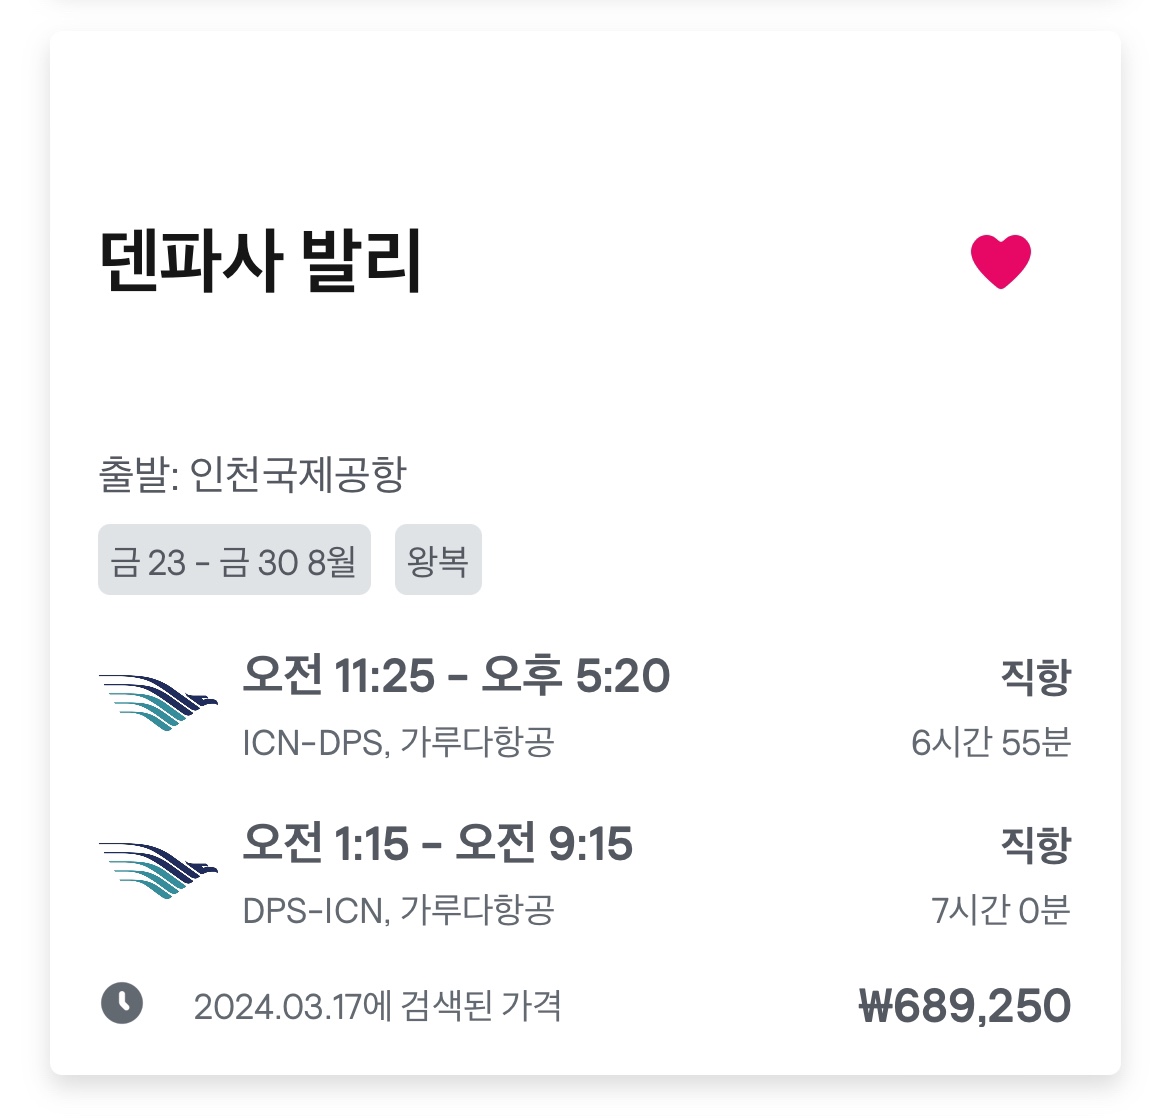 덴파사 발리
출발: 인천국제공항
금 23 - 금 30 8월 왕복
오전 11:25 - 오후 5:20 직항
ICN-DPS, 가루다항공 6시간 55분
오전 1:15 - 오전 9:15 직항
DPS-ICN, 가루다항공 7시간 0분
2024.03.17에 검색된 가격 ₩689,250